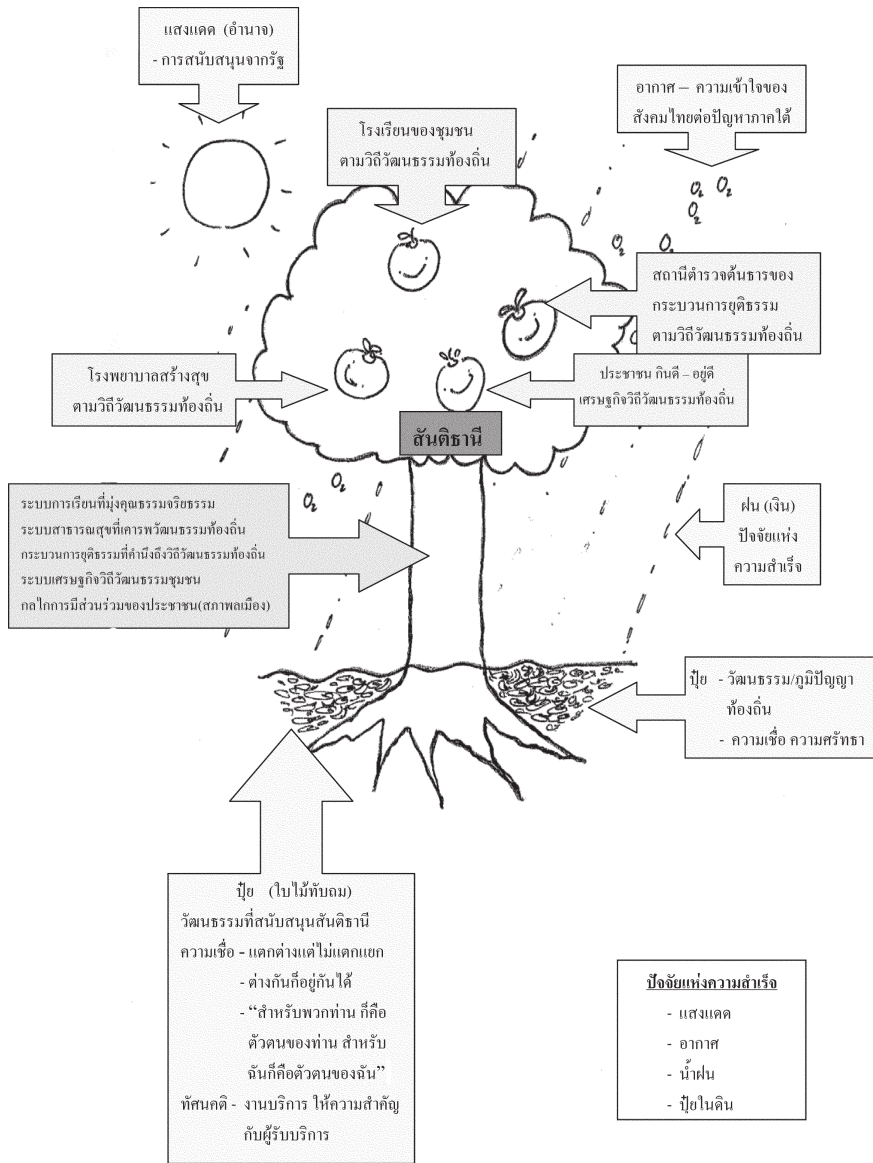 แสงแดด (อำนาจ)
- การสนับสนุนจากรัฐ
อากาศ – ความเข้าใจของ
สังคมไทยต่อปัญหาภาคใต้
โรงเรียนของชุมชน
ตามวิถีวัฒนธรรมท้องถิ่น
O2 O2
O2
O2 O2
สถานีตำรวจต้นธารของ
กระบวนการยุติธรรม
ตามวิถีวัฒนธรรมท้องถิ่น
โรงพยาบาลสร้างสุข
ตามวิถีวัฒนธรรมท้องถิ่น
ประชาชน กินดี – อยู่ดี
เศรษฐกิจวิถีวัฒนธรรมท้องถิ่น
สันติธานี
O2 O2
ระบบการเรียนที่มุ่งคุณธรรมจริยธรรม
ระบบสาธารณสุขที่เคารพวัฒนธรรมท้องถิ่น
กระบวนการยุติธรรมที่คำนึงถึงวิถีวัฒนธรรมท้องถิ่น
ระบบเศรษฐกิจวิถีวัฒนธรรมชุมชน
กลไกการมีส่วนร่วมของประชาชน(สภาพลเมือง)
ฝน (เงิน)
ปัจจัยแห่ง
ความสำเร็จ
ปุ๋ย - วัฒนธรรม/ภูมิปัญญา
ท้องถิ่น
- ความเชื่อ ความศรัทธา
ปุ๋ย (ใบไม้ทับถม)
วัฒนธรรมที่สนับสนุนสันติธานี
ความเชื่อ - แตกต่างแต่ไม่แตกแยก
- ต่างกันก็อยู่กันได้
- “สำหรับพวกท่าน ก็คือ
ตัวตนของท่าน สำหรับ
ฉันก็คือตัวตนของฉัน”
ทัศนคติ - งานบริการ ให้ความสำคัญ
กับผู้รับบริการ
ปัจจัยแห่งความสำเร็จ
- แสงแดด
- อากาศ
- น้ำฝน
- ปุ๋ยในดิน